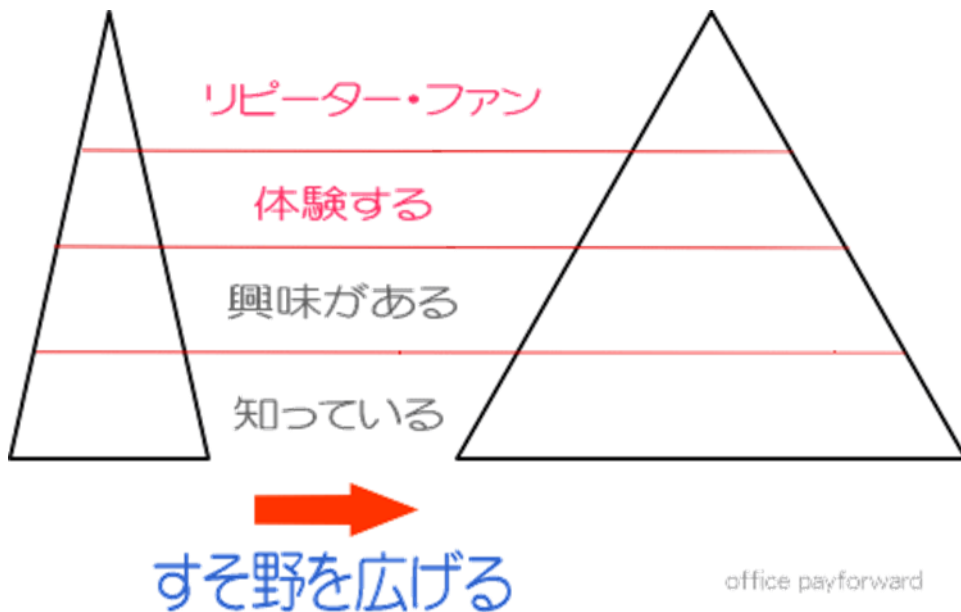 リピーター・ファン
体験する
興味がある
知っている
すそ野を広げる
office payforward